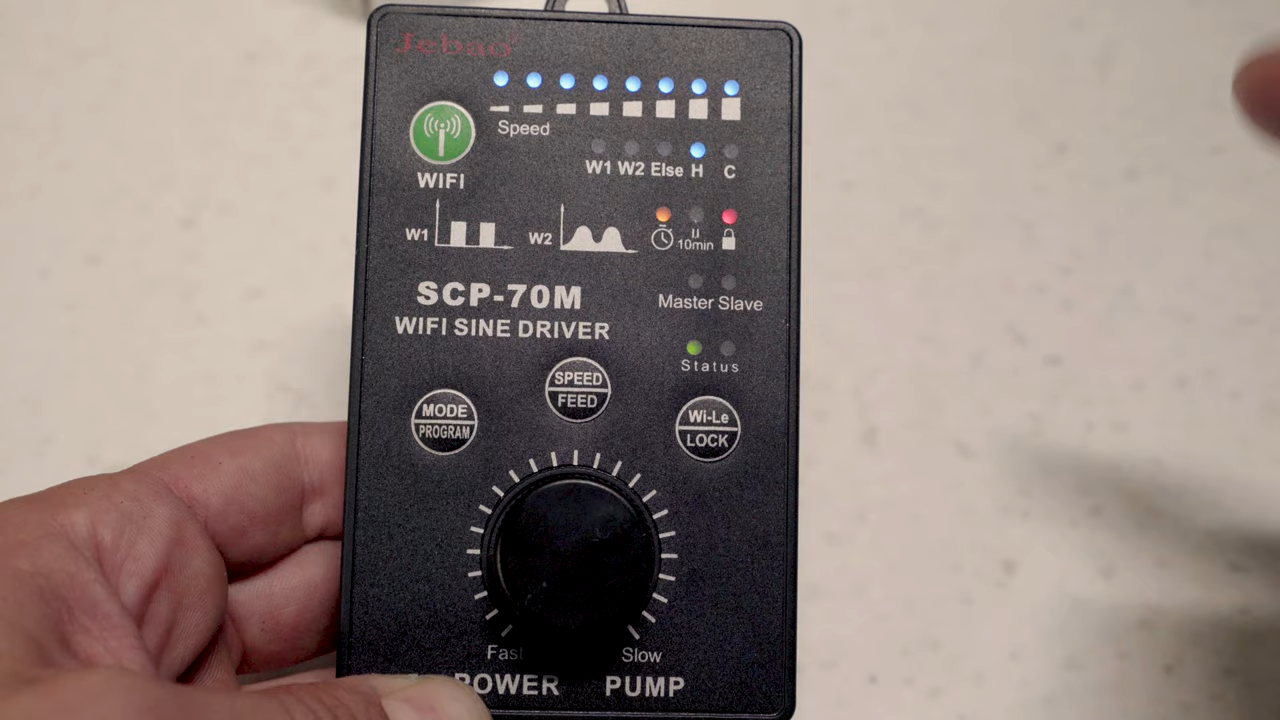 Jebao
Speed
WIFI
W1 W2 Else H C
W1
W2
10min
SCP-70M
Master Slave
WIFI SINE DRIVER
Status
SPEED
FEED
MODE
PROGRAM
Wi-Le
LOCK
Fast
Slow
POWER
PUMP